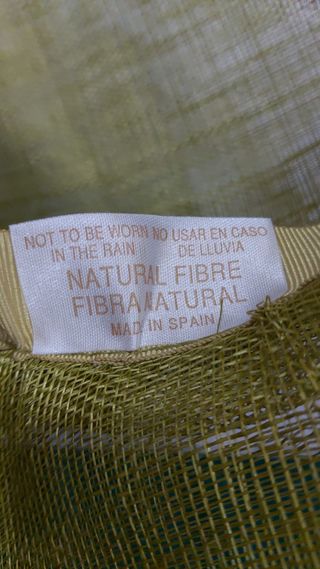 NOT TO BE WORN NO USAR EN CASO
IN THE RAIN DE LLUVIA
NATURAL FIBRE
FIBRA NATURAL
MADE IN SPAIN